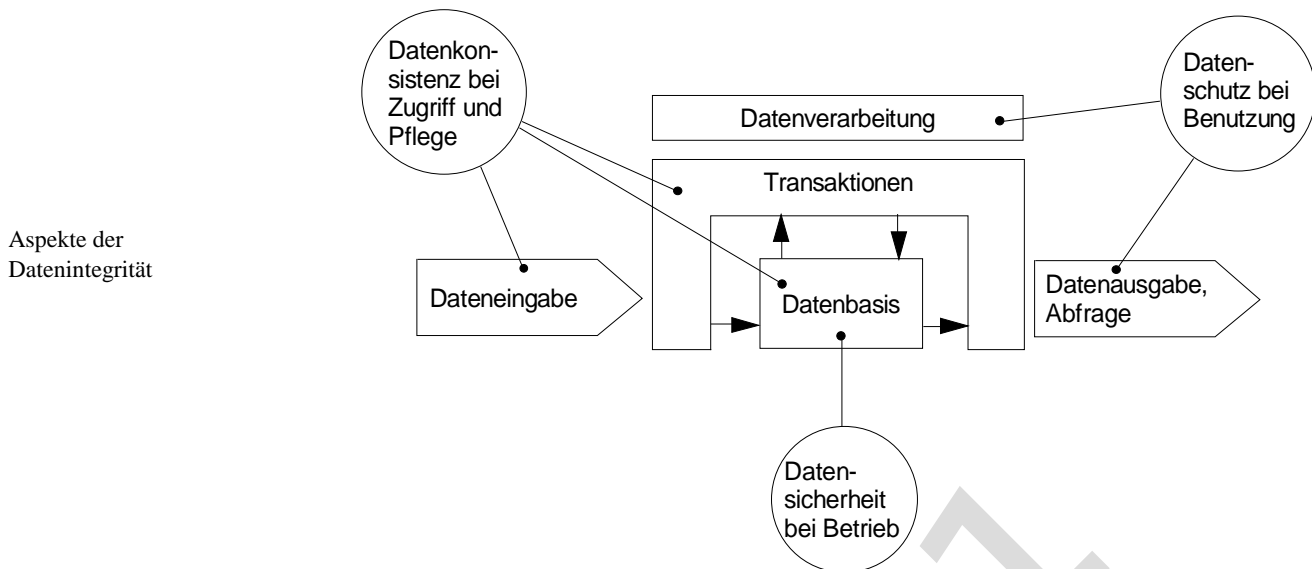 Datenkon-
sistenz bei
Zugriff und
Pflege
Daten-
schutz bei
Benutzung
Datenverarbeitung
Transaktionen
Aspekte der
Datenintegrität
Dateneingabe
Datenbasis
Datenausgabe,
Abfrage
Daten-
sicherheit
bei Betrieb